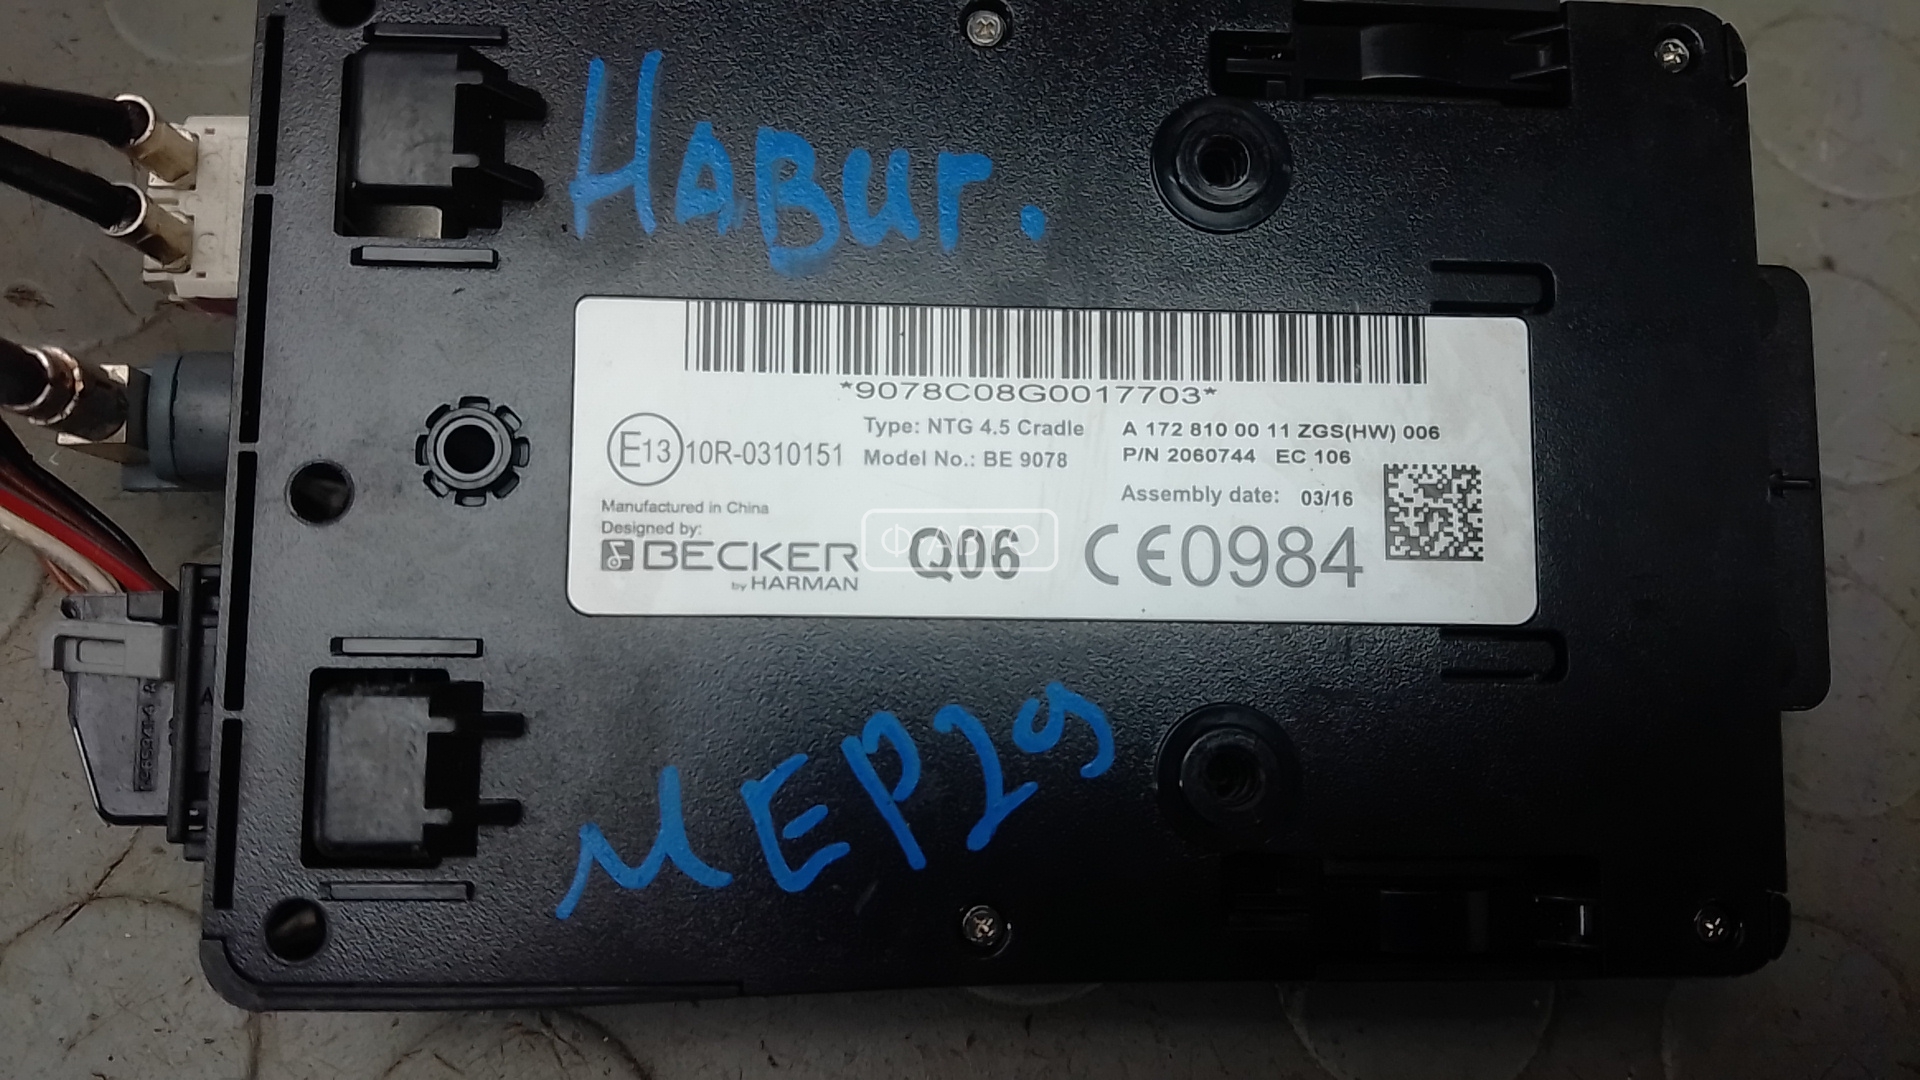 Навиг.
*9078C08G0017703*
E13 10R-0310151
Type: NTG 4.5 Cradle
Model No.: BE 9078
A 172 810 00 11 ZGS(HW) 006
P/N 2060744 EC 106
Assembly date: 03/16
Manufactured in China
Designed by:
BECKER
by HARMAN
Ф АВТО
Q06
CE0984
МЕР29